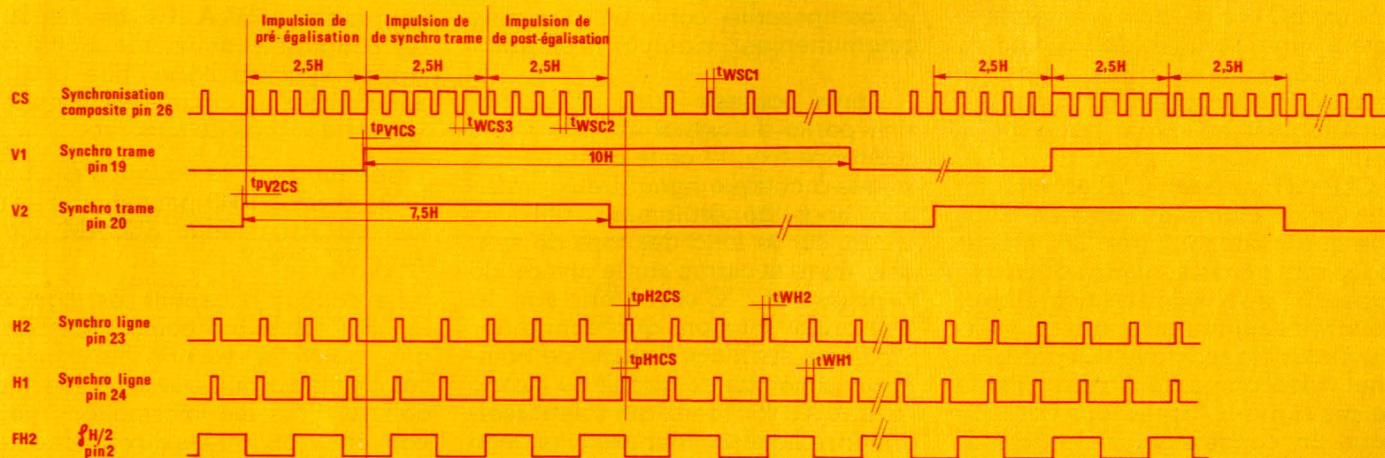 Impulsion de
pré-égalisation
Impulsion de
de synchro trame
Impulsion de
de post-égalisation
2,5H
2,5H
2,5H
tWSC1
2,5H
2,5H
2,5H
CS
Synchronisation
composite pin 26
tpV1CS
tWCS3
tWSC2
V1
Synchro trame
pin 19
10H
tpV2CS
V2
Synchro trame
pin 20
7,5H
tpH2CS
tWH2
H2
Synchro ligne
pin 23
tpH1CS
tWH1
H1
Synchro ligne
pin 24
FH2
fH/2
pin2